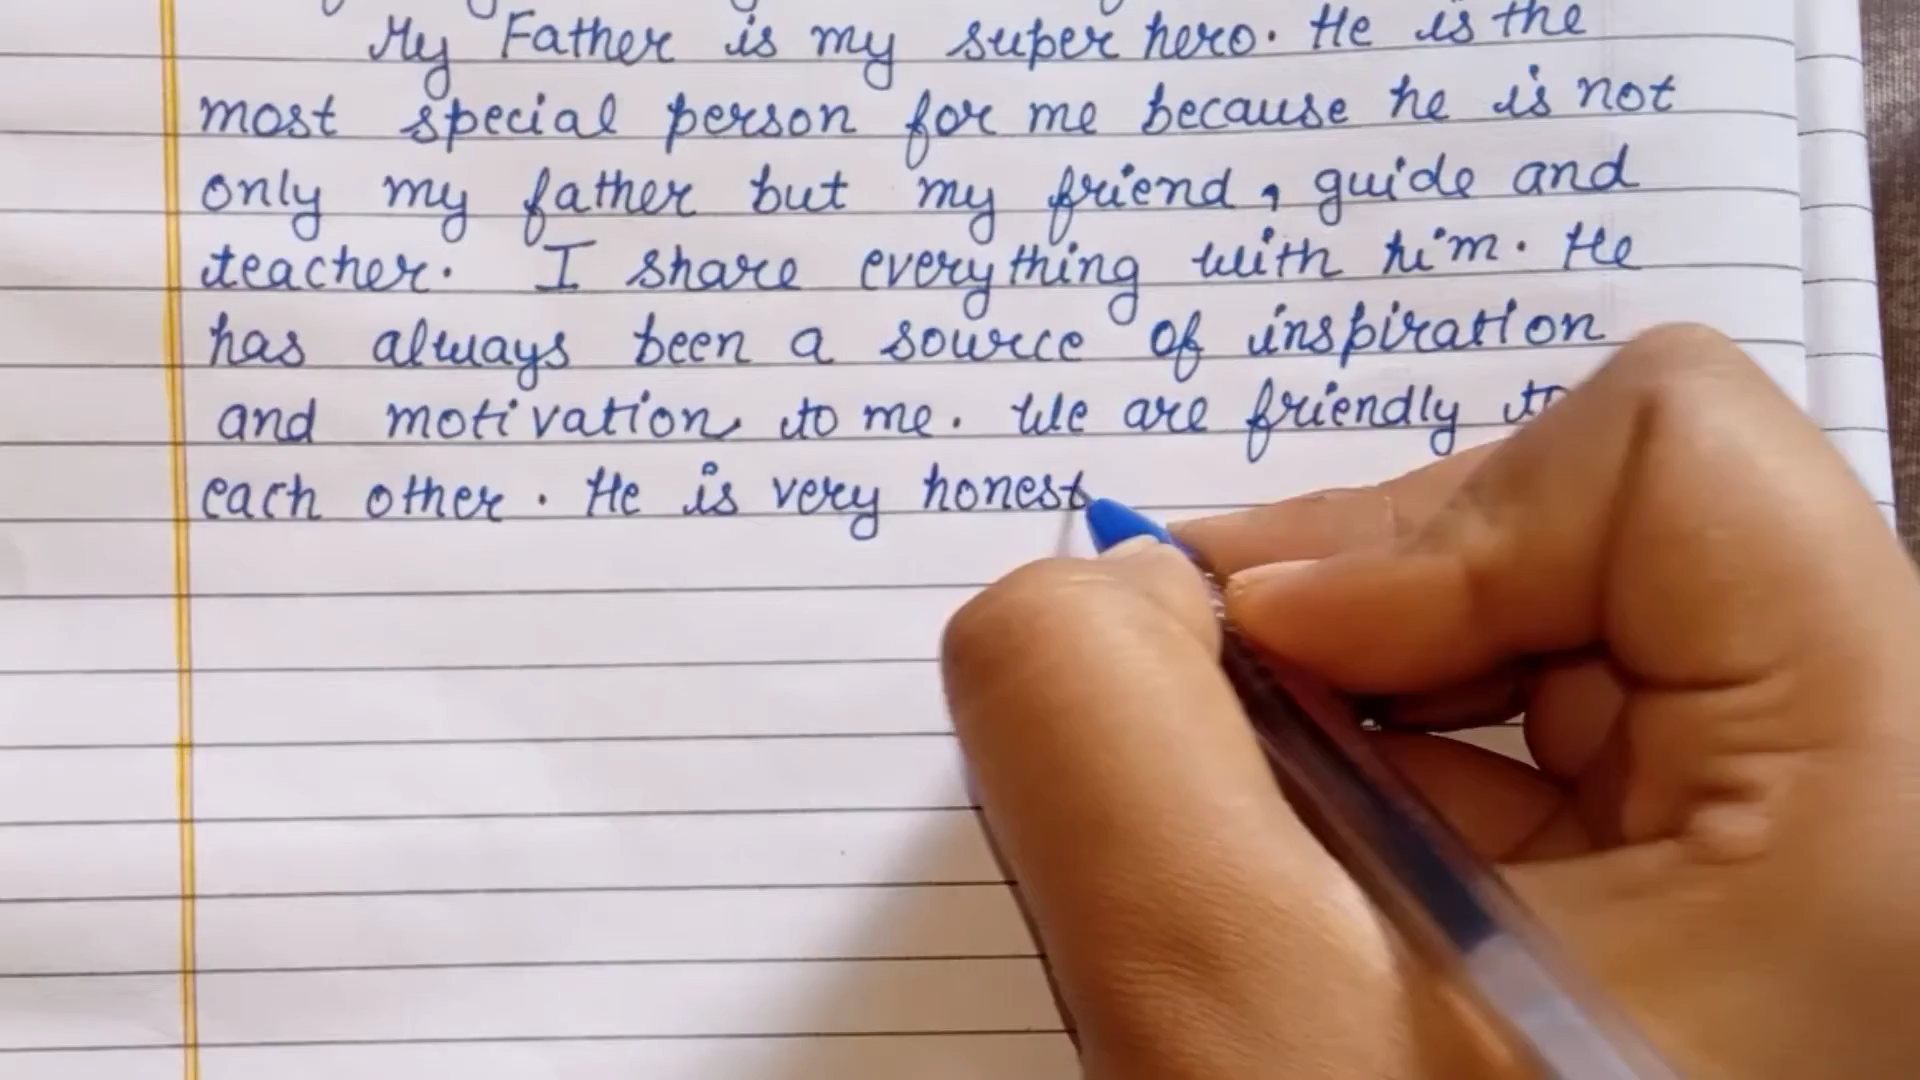 My Father is my super hero. He is the
most special person for me because he is not
only my father but my friend, guide and
teacher. I share everything with him. He
has always been a source of inspiration
and motivation to me. We are friendly to
each other. He is very honest